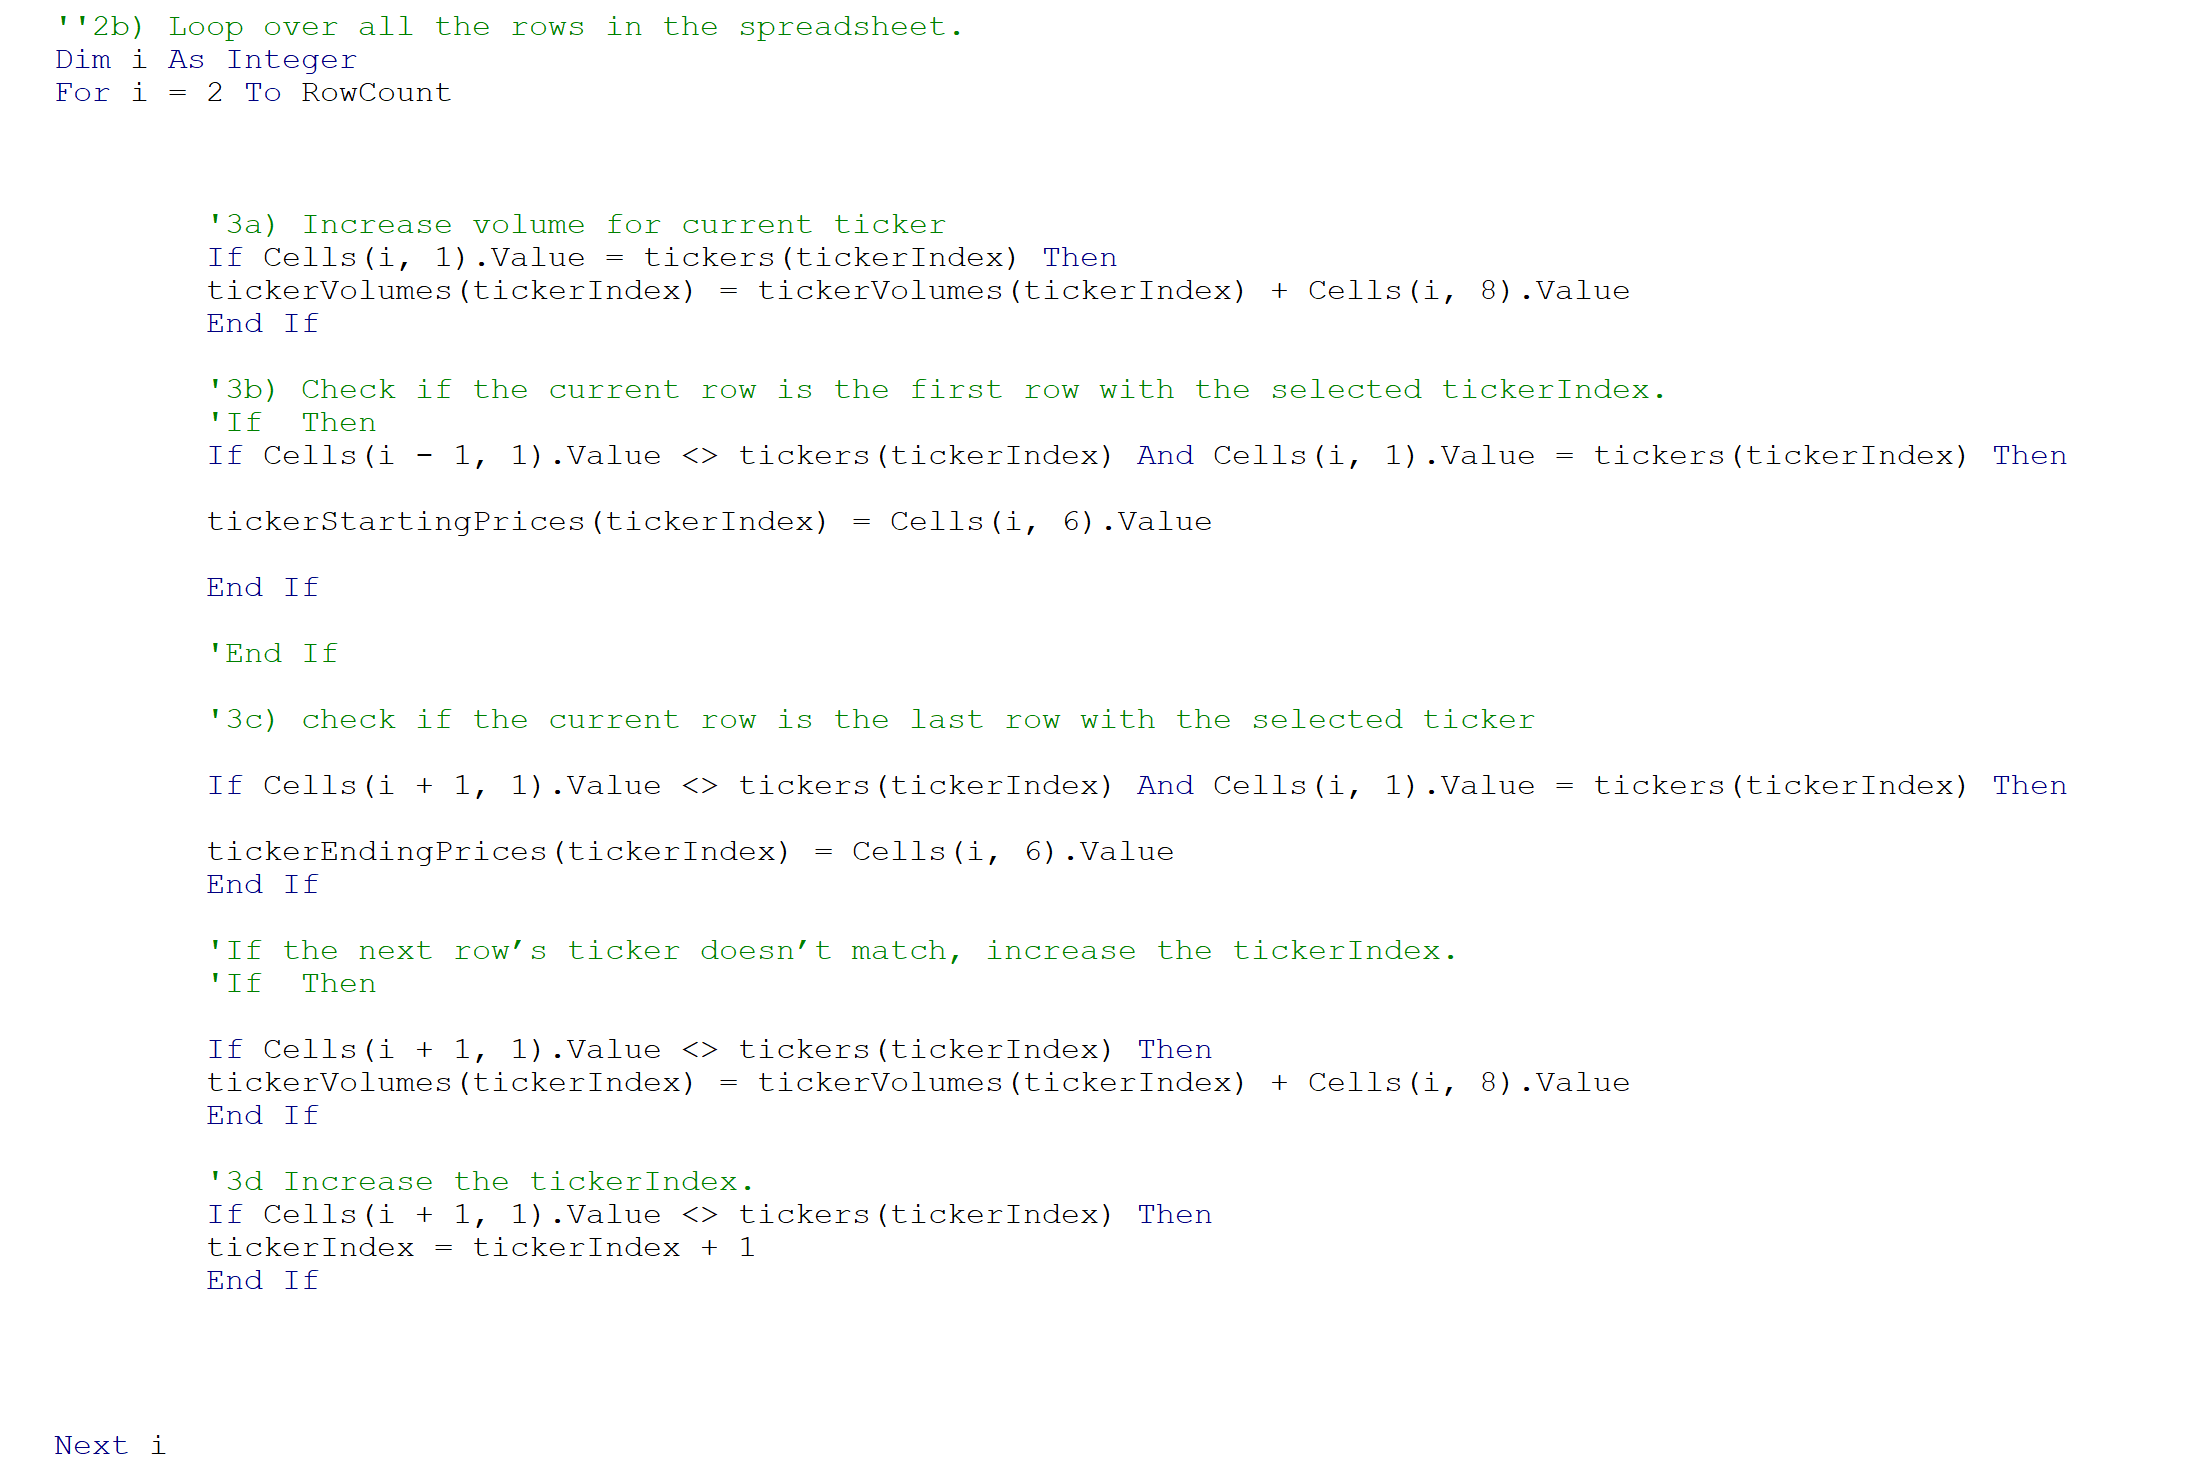 ''2b) Loop over all the rows in the spreadsheet.
Dim i As Integer
For i = 2 To RowCount
'3a) Increase volume for current ticker
If Cells(i, 1).Value = tickers(tickerIndex) Then
tickerVolumes(tickerIndex) = tickerVolumes(tickerIndex) + Cells(i, 8).Value
End If
'3b) Check if the current row is the first row with the selected tickerIndex.
'If  Then
If Cells(i - 1, 1).Value <> tickers(tickerIndex) And Cells(i, 1).Value = tickers(tickerIndex) Then
tickerStartingPrices(tickerIndex) = Cells(i, 6).Value
End If
'End If
'3c) check if the current row is the last row with the selected ticker
If Cells(i + 1, 1).Value <> tickers(tickerIndex) And Cells(i, 1).Value = tickers(tickerIndex) Then
tickerEndingPrices(tickerIndex) = Cells(i, 6).Value
End If
'If the next row’s ticker doesn’t match, increase the tickerIndex.
'If  Then
If Cells(i + 1, 1).Value <> tickers(tickerIndex) Then
tickerVolumes(tickerIndex) = tickerVolumes(tickerIndex) + Cells(i, 8).Value
End If
'3d Increase the tickerIndex.
If Cells(i + 1, 1).Value <> tickers(tickerIndex) Then
tickerIndex = tickerIndex + 1
End If
Next i